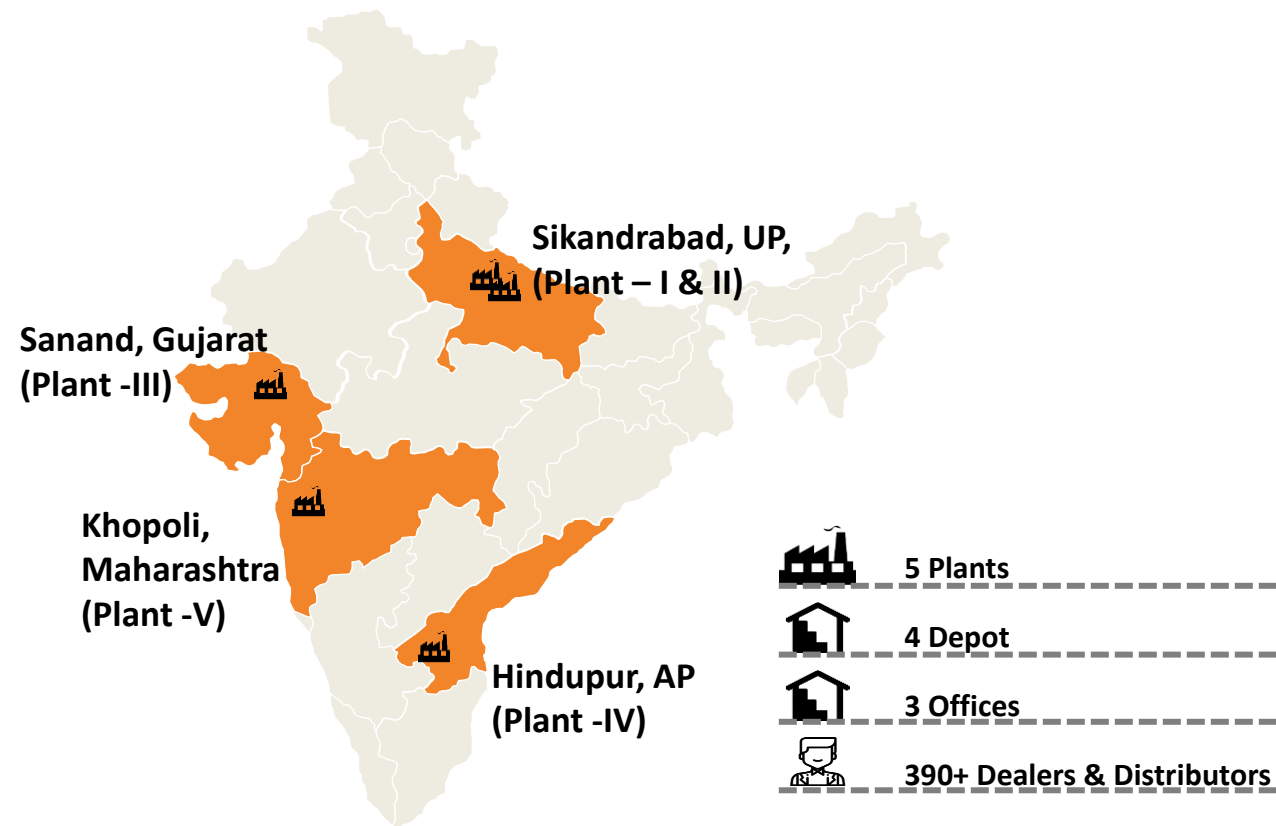 Sikandrabad, UP,
(Plant – I & II)
Sanand, Gujarat
(Plant -III)
Khopoli,
Maharashtra
(Plant -V)
Hindupur, AP
(Plant -IV)
5 Plants
4 Depot
3 Offices
390+ Dealers & Distributors